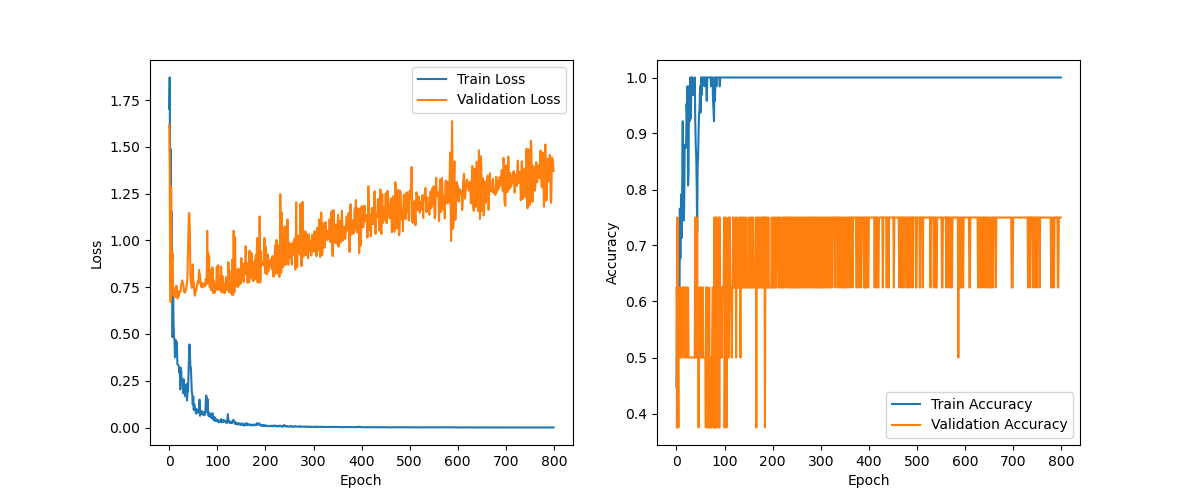 Train Loss
Validation Loss
1.75
1.50
1.25
1.00
0.75
0.50
0.25
0.00
Loss
0 100 200 300 400 500 600 700 800
Epoch
1.0
0.9
0.8
0.7
0.6
0.5
0.4
Accuracy
Train Accuracy
Validation Accuracy
0 100 200 300 400 500 600 700 800
Epoch